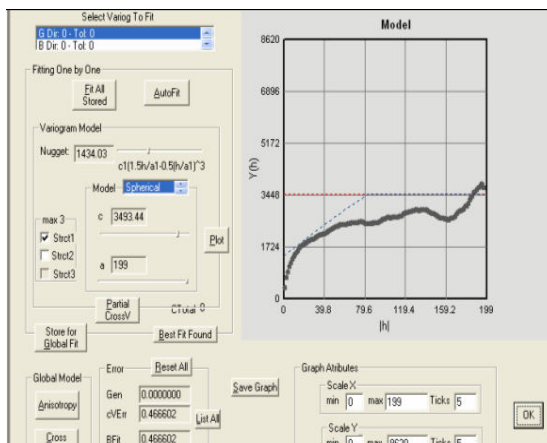 Select Variog To Fit
G Dir: 0 - Tol: 0
B Dir: 0 - Tol: 0
Fitting One by One
Fit All Stored
AutoFit
Variogram Model
Nugget: 1434.03
c1(1.5h/a1-0.5(h/a1)^3
Model Spherical
max 3
Strct1
Strct2
Strct3
c 3493.44
a 199
Plot
Partial CrossV
CTotal 0
Store for Global Fit
Best Fit Found
Global Model
Anisotropy
Cross
Error
Reset All
Gen 0.0000000
cVErr 0.466602
BFit 0.466602
List All
Save Graph
Model
8620
6896
5172
3448
1724
0
Y(h)
0 39.8 79.6 119.4 159.2 199
|h|
Graph Atributes
Scale X
min 0 max 199 Ticks 5
Scale Y
min 0 max 8620 Ticks 5
OK